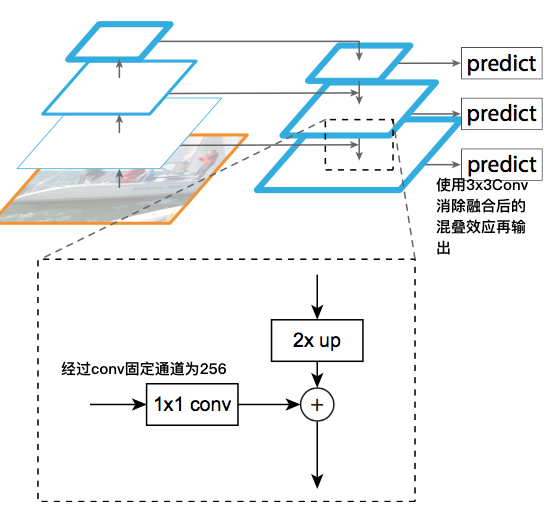 predict
predict
predict
使用3x3Conv
消除融合后的
混叠效应再输
出
2x up
经过conv固定通道为256
1x1 conv
+